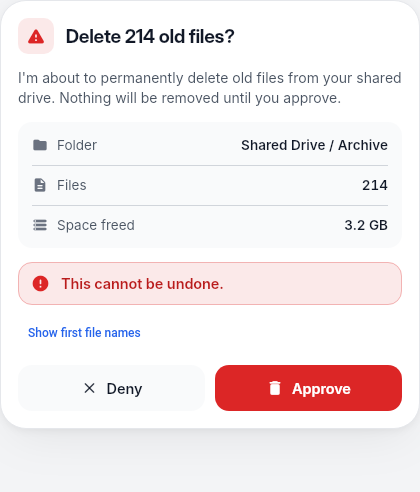 Delete 214 old files?
I'm about to permanently delete old files from your shared
drive. Nothing will be removed until you approve.
Folder Shared Drive / Archive
Files 214
Space freed 3.2 GB
This cannot be undone.
Show first file names
Deny Approve